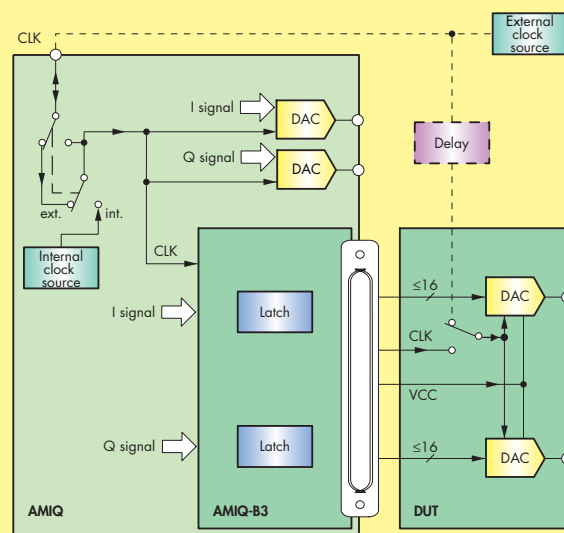 CLK
External
clock
source
I signal
DAC
Q signal
DAC
Delay
ext.
int.
Internal
clock
source
CLK
I signal
Latch
≤16
DAC
CLK
VCC
Q signal
Latch
≤16
DAC
AMIQ
AMIQ-B3
DUT